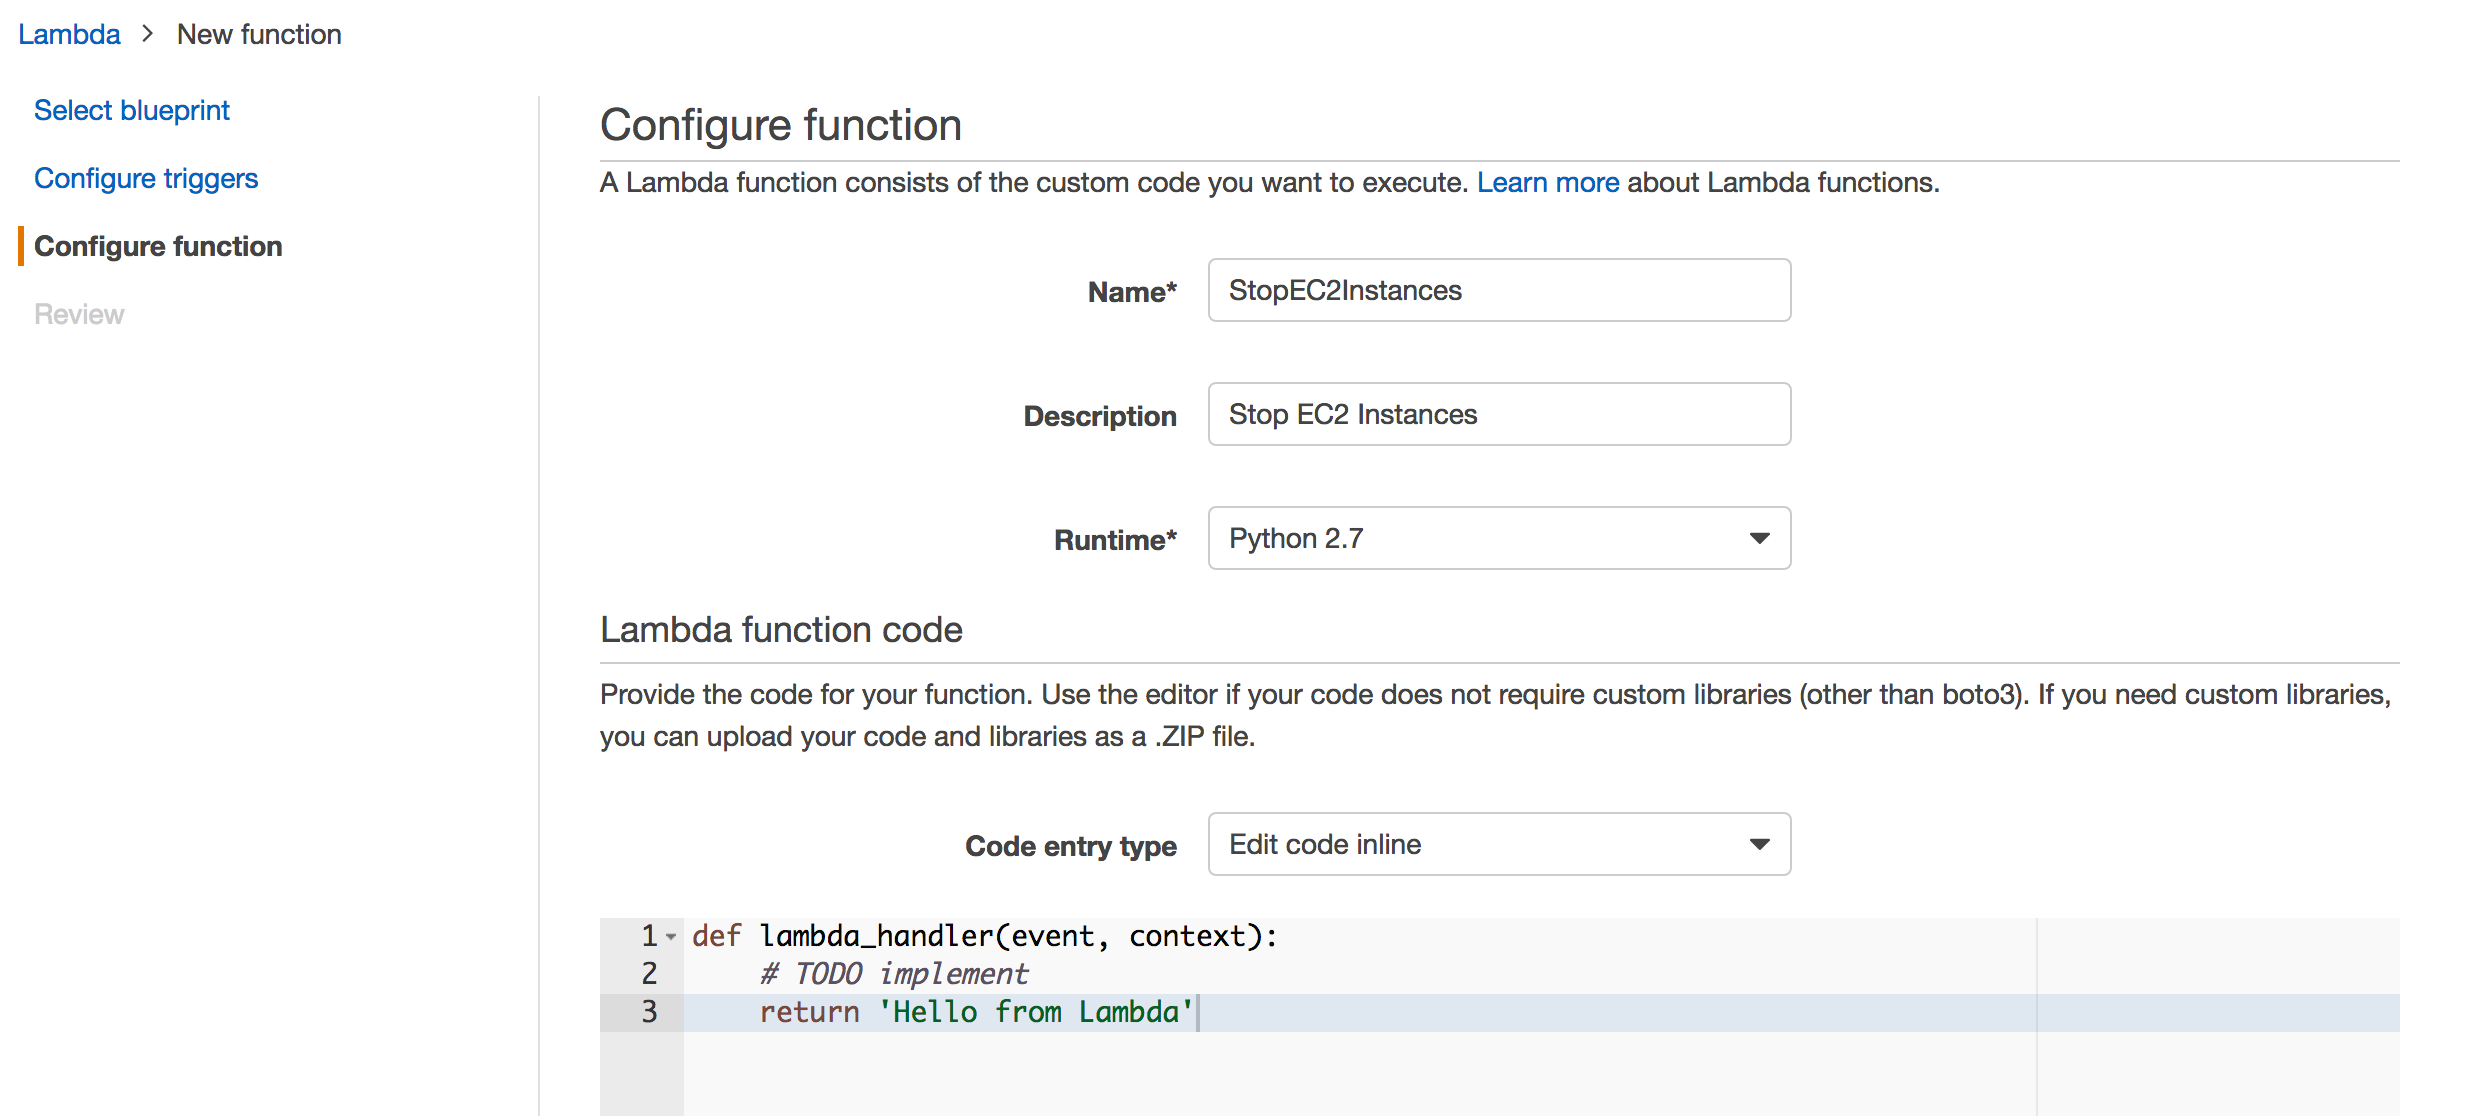 Lambda > New function
Select blueprint
Configure triggers
Configure function
Review
Configure function
A Lambda function consists of the custom code you want to execute. Learn more about Lambda functions.
Name* StopEC2Instances
Description Stop EC2 Instances
Runtime* Python 2.7
Lambda function code
Provide the code for your function. Use the editor if your code does not require custom libraries (other than boto3). If you need custom libraries,
you can upload your code and libraries as a .ZIP file.
Code entry type Edit code inline
1 def lambda_handler(event, context):
2     # TODO implement
3     return 'Hello from Lambda'